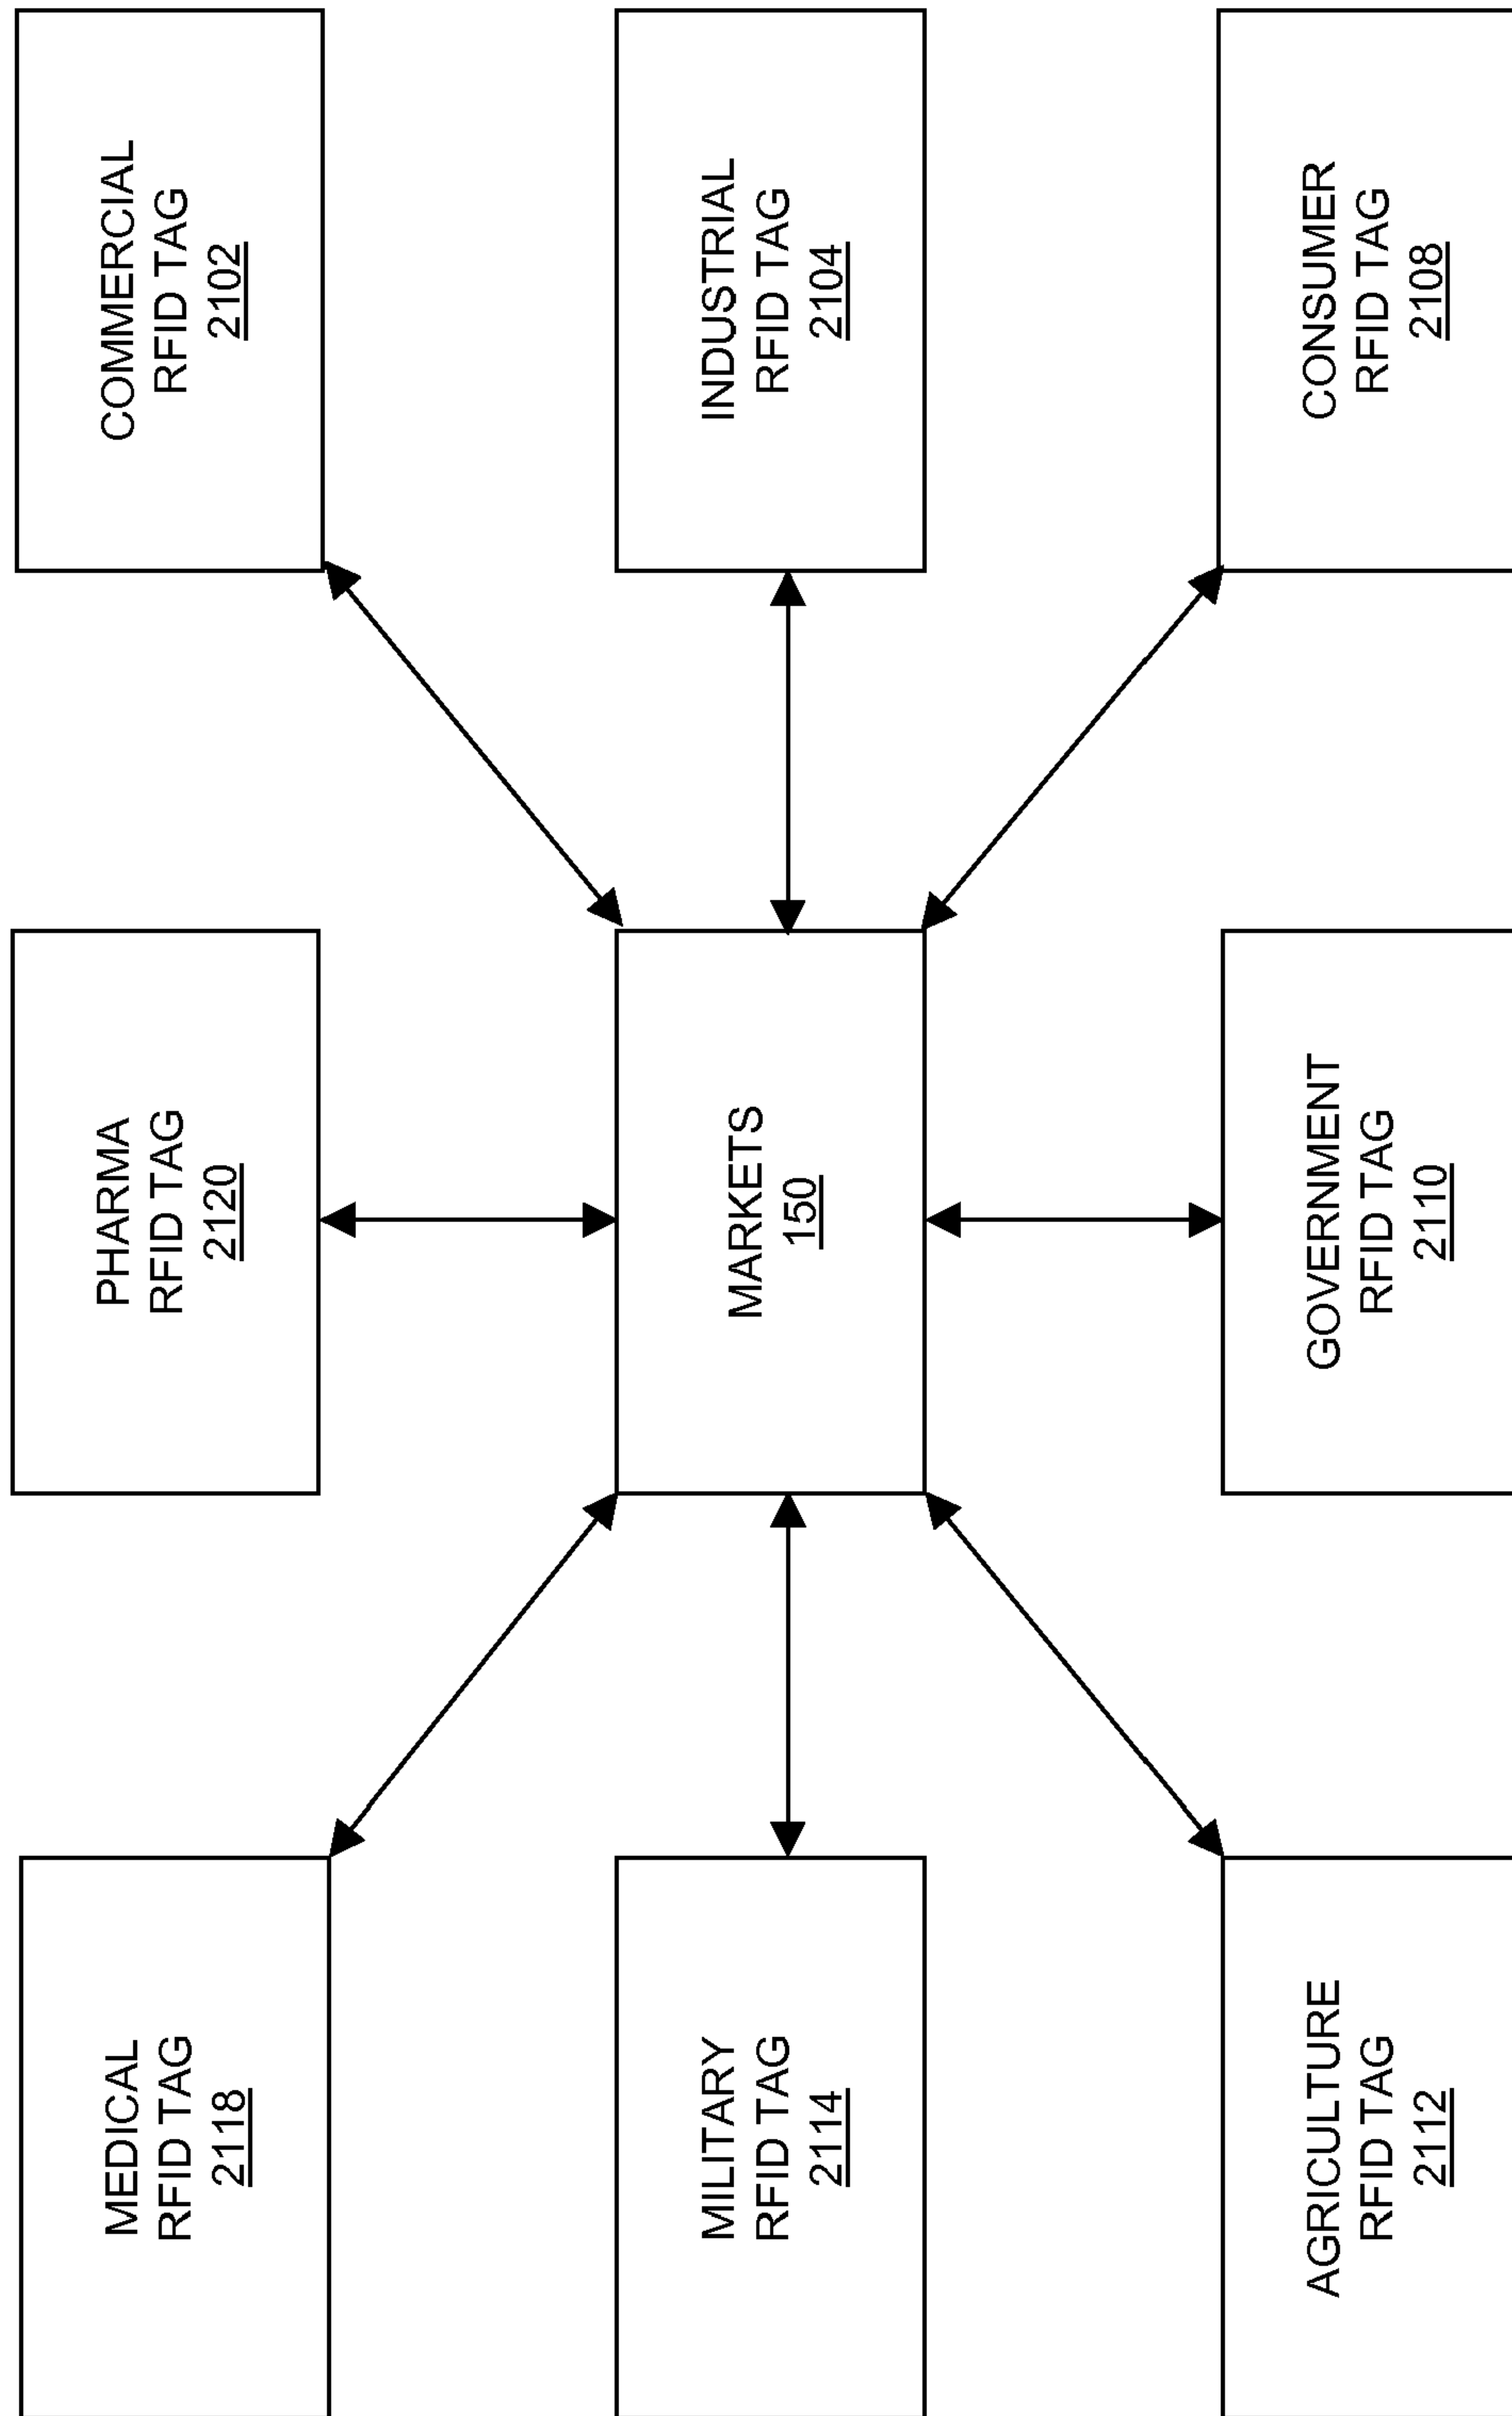 MEDICAL
RFID TAG
2118
PHARMA
RFID TAG
2120
COMMERCIAL
RFID TAG
2102
MILITARY
RFID TAG
2114
MARKETS
150
INDUSTRIAL
RFID TAG
2104
AGRICULTURE
RFID TAG
2112
GOVERNMENT
RFID TAG
2110
CONSUMER
RFID TAG
2108